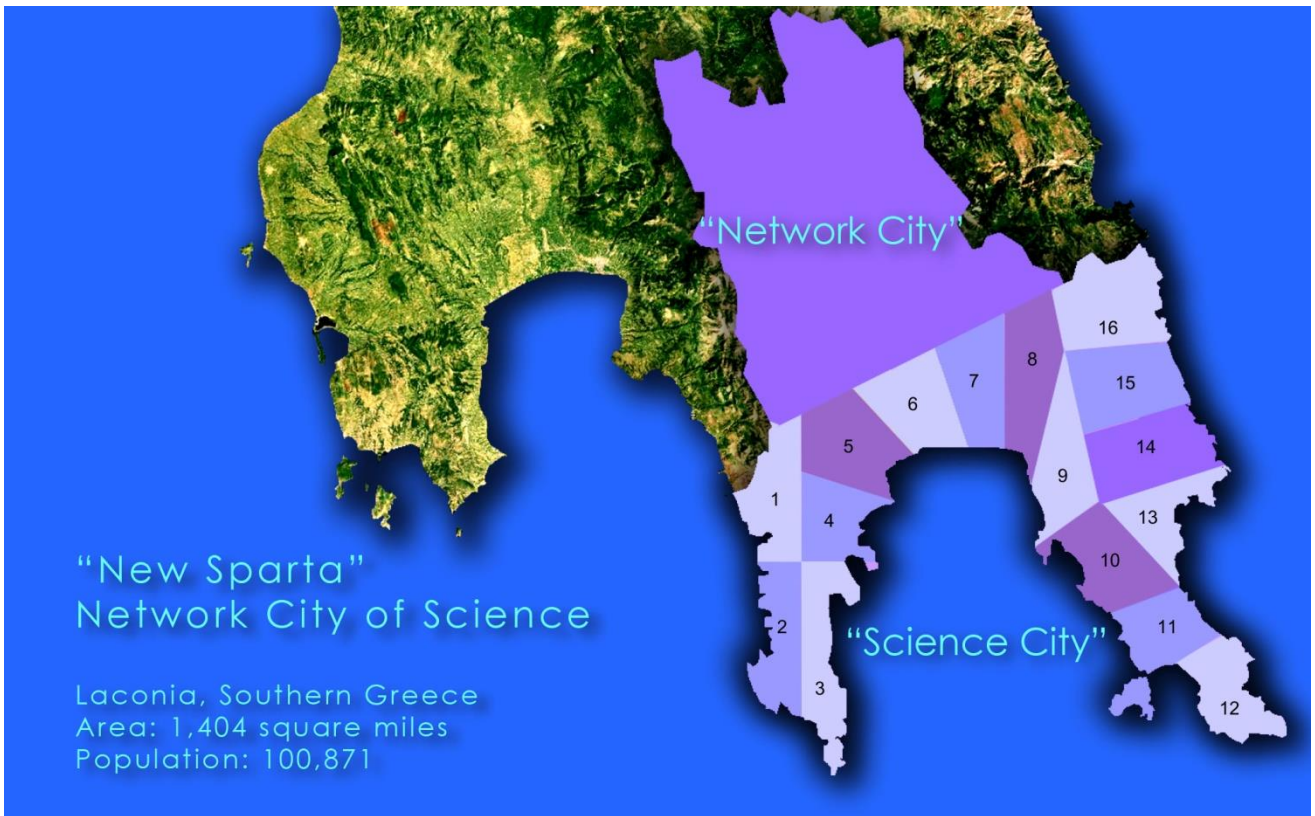 “Network City”
16
8
15
7
6
14
5
9
1
13
4
10
2
11
“Science City”
3
12
“New Sparta”
Network City of Science
Laconia, Southern Greece
Area: 1,404 square miles
Population: 100,871